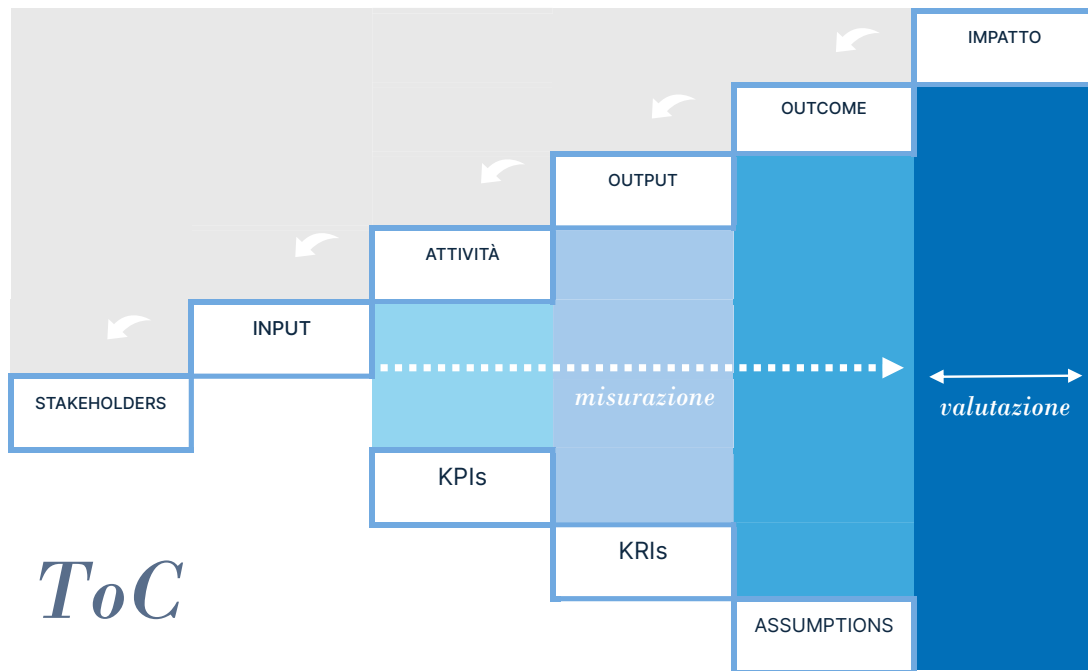 IMPATTO
OUTCOME
OUTPUT
ATTIVITÀ
INPUT
STAKEHOLDERS
misurazione
valutazione
KPIs
KRIs
ToC
ASSUMPTIONS